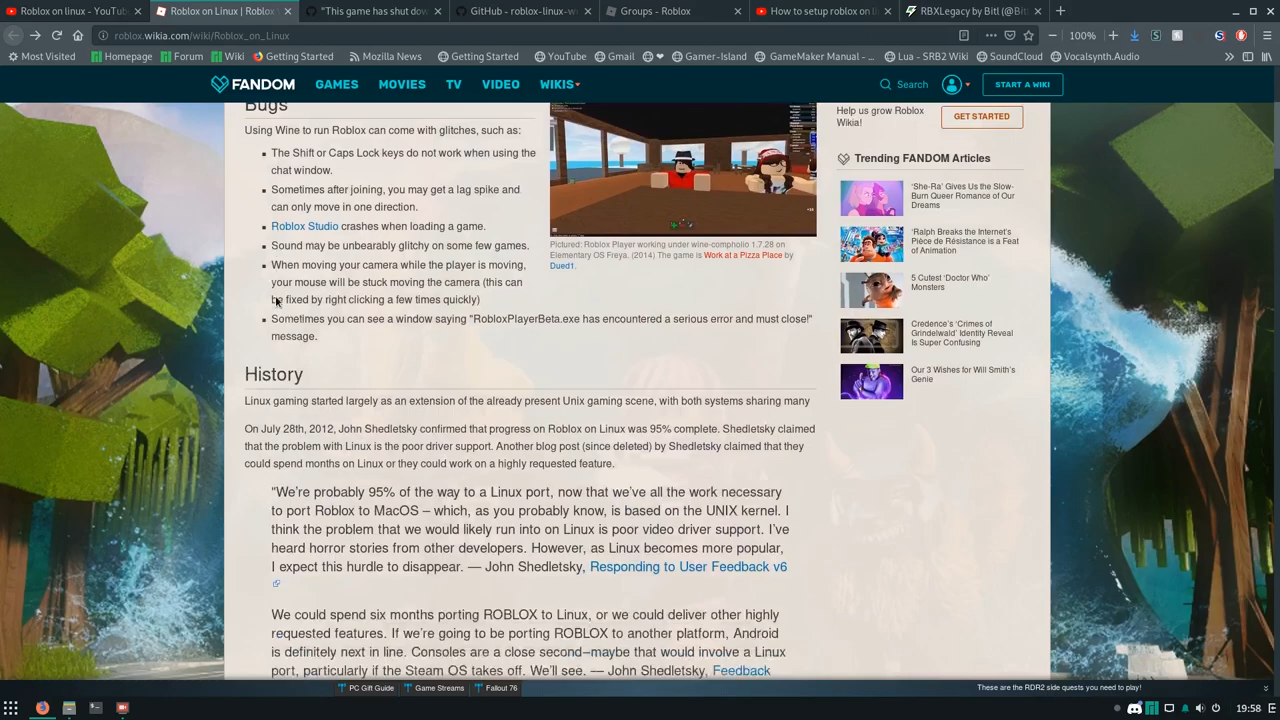 Roblox on linux - YouTub
Roblox on Linux | Roblox
"This game has shut dow
GitHub - roblox-linux-w
Groups - Roblox
How to setup roblox on li
RBXLegacy by Bitl (@Bit
roblox.wikia.com/wiki/Roblox_on_Linux
100%
Most Visited
Homepage
Forum
Wiki
Getting Started
Mozilla News
Getting Started
YouTube
Gmail
Gamer-Island
GameMaker Manual - ...
Lua - SRB2 Wiki
SoundCloud
Vocalsynth.Audio
FANDOM
GAMES
MOVIES
TV
VIDEO
WIKIS
Search
START A WIKI
Bugs
Using Wine to run Roblox can come with glitches, such as:
The Shift or Caps Lock keys do not work when using the
chat window.
Sometimes after joining, you may get a lag spike and
can only move in one direction.
Roblox Studio crashes when loading a game.
Sound may be unbearably glitchy on some few games.
When moving your camera while the player is moving,
your mouse will be stuck moving the camera (this can
be fixed by right clicking a few times quickly)
Sometimes you can see a window saying "RobloxPlayerBeta.exe has encountered a serious error and must close!"
message.
Pictured: Roblox Player working under wine-compholio 1.7.28 on
Elementary OS Freya. (2014) The game is Work at a Pizza Place by
Dued1.
History
Linux gaming started largely as an extension of the already present Unix gaming scene, with both systems sharing many
On July 28th, 2012, John Shedletsky confirmed that progress on Roblox on Linux was 95% complete. Shedletsky claimed
that the problem with Linux is the poor driver support. Another blog post (since deleted) by Shedletsky claimed that they
could spend months on Linux or they could work on a highly requested feature.
"We're probably 95% of the way to a Linux port, now that we've all the work necessary
to port Roblox to MacOS – which, as you probably know, is based on the UNIX kernel. I
think the problem that we would likely run into on Linux is poor video driver support. I've
heard horror stories from other developers. However, as Linux becomes more popular,
I expect this hurdle to disappear. — John Shedletsky, Responding to User Feedback v6
We could spend six months porting ROBLOX to Linux, or we could deliver other highly
requested features. If we're going to be porting ROBLOX to another platform, Android
is definitely next in line. Consoles are a close second–maybe that would involve a Linux
port, particularly if the Steam OS takes off. We'll see. –– John Shedletsky, Feedback
Help us grow Roblox
Wikia!
GET STARTED
Trending FANDOM Articles
'She-Ra' Gives Us the Slow-
Burn Queer Romance of Our
Dreams
'Ralph Breaks the Internet's
Pièce de Résistance is a Feat
of Animation
5 Cutest 'Doctor Who'
Monsters
Credence's 'Crimes of
Grindelwald' Identity Reveal
Is Super Confusing
Our 3 Wishes for Will Smith's
Genie
PC Gift Guide
Game Streams
Fallout 76
These are the RDR2 side quests you need to play!
19:58